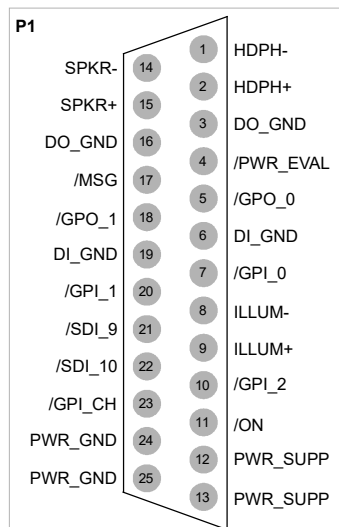 P1
1 HDPH-
SPKR- 14
2 HDPH+
SPKR+ 15
3 DO_GND
DO_GND 16
4 /PWR_EVAL
/MSG 17
5 /GPO_0
/GPO_1 18
6 DI_GND
DI_GND 19
7 /GPI_0
/GPI_1 20
8 ILLUM-
/SDI_9 21
9 ILLUM+
/SDI_10 22
10 /GPI_2
/GPI_CH 23
11 /ON
PWR_GND 24
12 PWR_SUPP
PWR_GND 25
13 PWR_SUPP